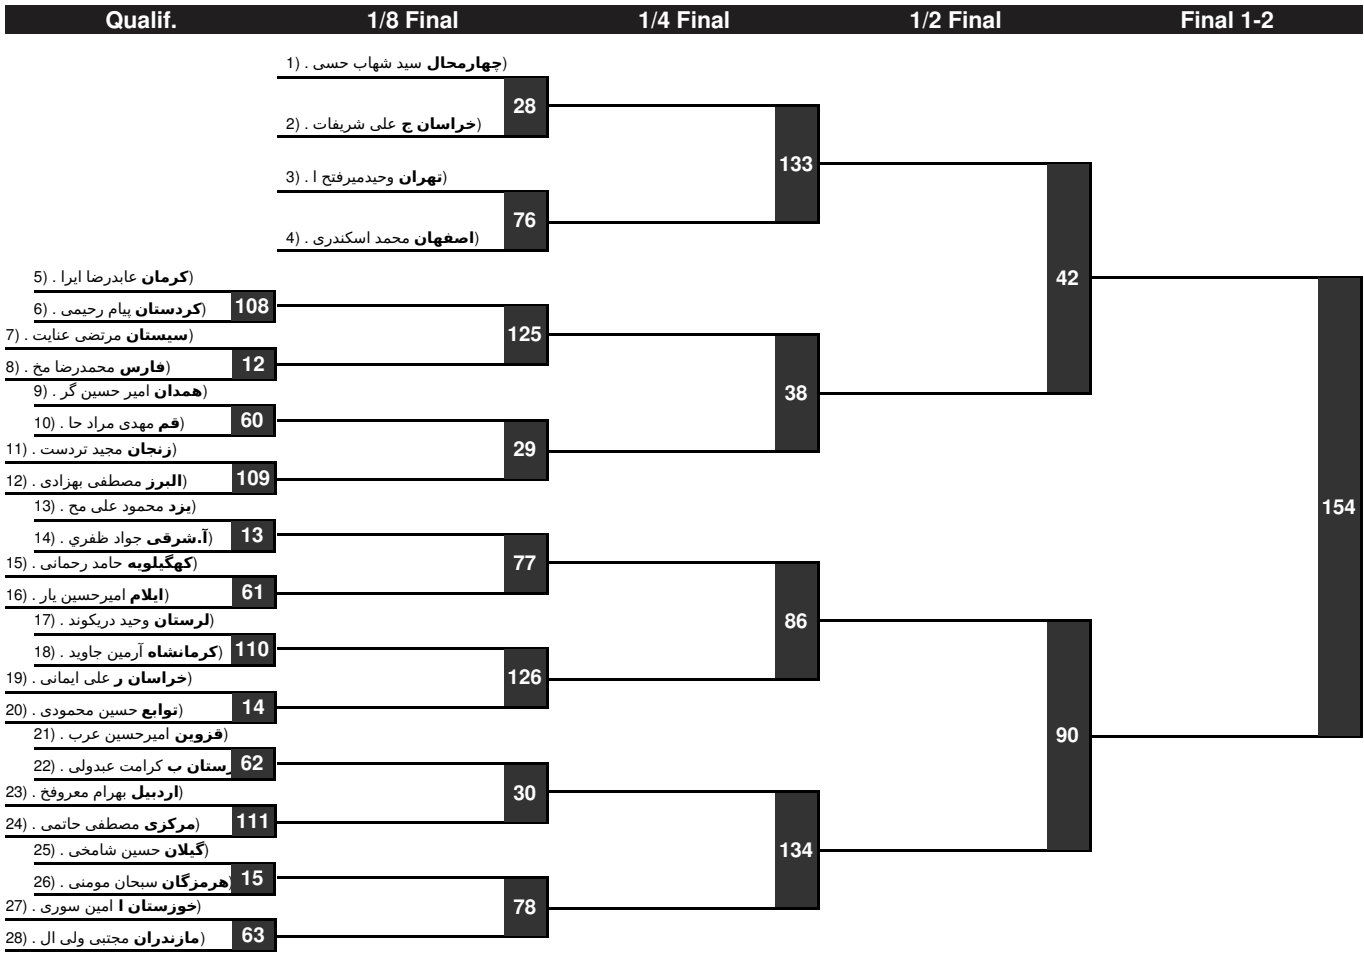 Qualif. 1/8 Final 1/4 Final 1/2 Final Final 1-2
1) . چهارمحال سید شهاب حسی)
28
2) . خراسان ج علی شریفات)
133
3) . تهران وحیدمیرفتح ا)
76
4) . اصفهان محمد اسکندری)
42
5) . کرمان عابدرضا ایرا)
108
6) . کردستان پیام رحیمی)
125
7) . سیستان مرتضی عنایت)
12
8) . فارس محمدرضا مخ)
38
9) . همدان امیر حسین گر)
60
10) . قم مهدی مراد حا)
29
11) . زنجان مجید تردست)
109
12) . البرز مصطفی بهزادی)
154
13) . یزد محمود علی مح)
13
14) . آ.شرقی جواد ظفري)
77
15) . کهگیلویه حامد رحمانی)
61
16) . ایلام امیرحسین یار)
86
17) . لرستان وحید دریکوند)
110
18) . کرمانشاه آرمین جاوید)
126
19) . خراسان ر علی ایمانی)
14
20) . توابع حسین محمودی)
90
21) . قزوین امیرحسین عرب)
62
22) . رستان ب کرامت عبدولی
30
23) . اردبیل بهرام معروفخ)
111
24) . مرکزی مصطفی حاتمی)
134
25) . گیلان حسین شامخی)
15
26) . هرمزگان سبحان مومنی)
78
27) . خوزستان ا امین سوری)
63
28) . مازندران مجتبی ولی ال)